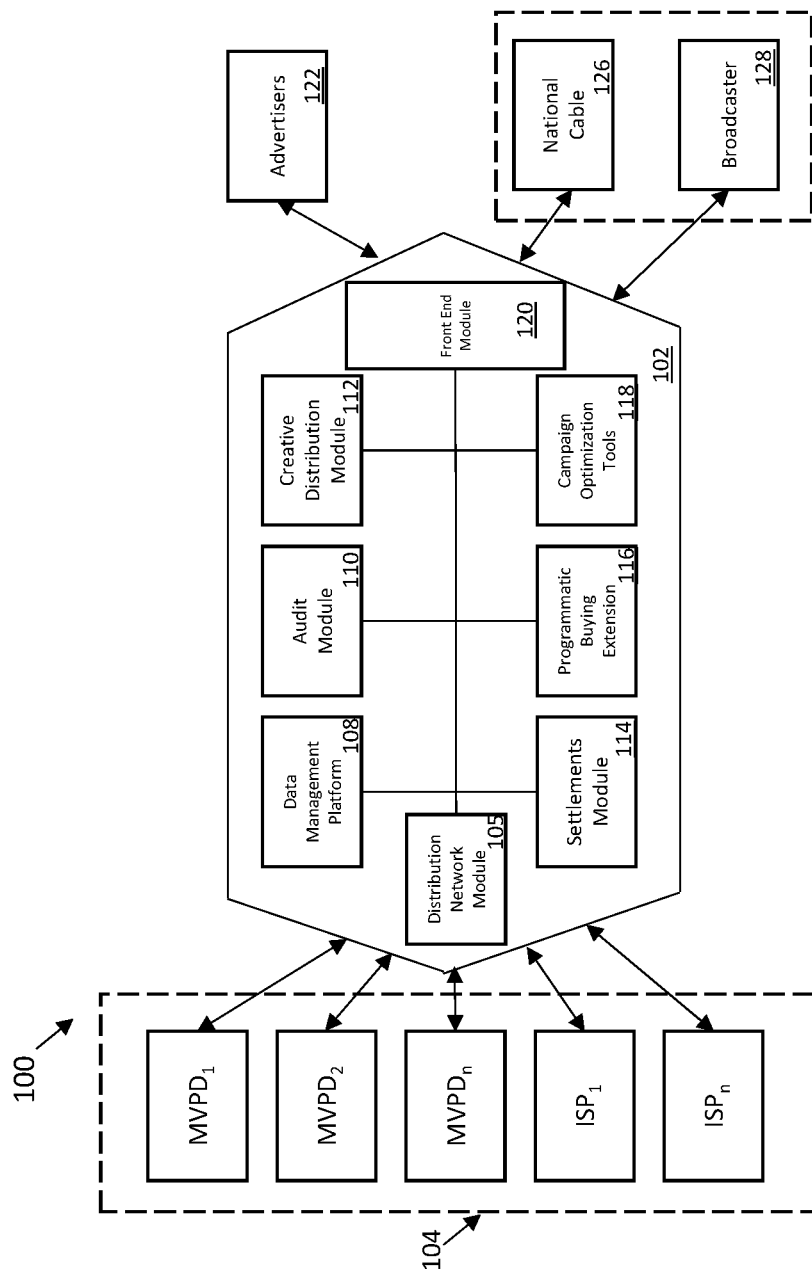 100
104
MVPD1
MVPD2
MVPDn
ISP1
ISPn
Distribution
Network
Module
105
Data
Management
Platform
108
Audit
Module
110
Creative
Distribution
Module
112
Settlements
Module
114
Programmatic
Buying
Extension
116
Campaign
Optimization
Tools
118
Front End
Module
120
102
Advertisers
122
National
Cable
126
Broadcaster
128